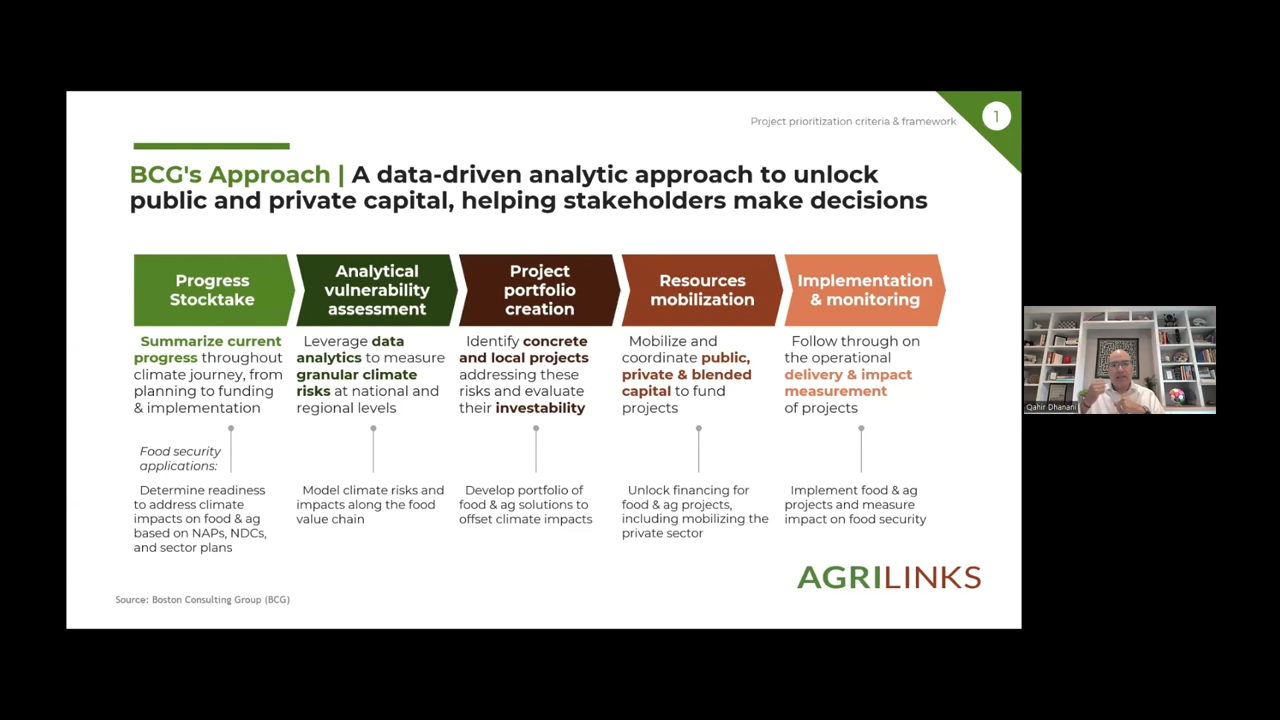 Project prioritization criteria & framework
1
BCG's Approach | A data-driven analytic approach to unlock
public and private capital, helping stakeholders make decisions
Progress
Stocktake
Analytical
vulnerability
assessment
Project
portfolio
creation
Resources
mobilization
Implementation
& monitoring
Summarize current
progress throughout
climate journey, from
planning to funding
& implementation
Leverage data
analytics to measure
granular climate
risks at national and
regional levels
Identify concrete
and local projects
addressing these
risks and evaluate
their investability
Mobilize and
coordinate public,
private & blended
capital to fund
projects
Follow through on
the operational
delivery & impact
measurement
of projects
Food security
applications:
Determine readiness
to address climate
impacts on food & ag
based on NAPs, NDCs,
and sector plans
Model climate risks and
impacts along the food
value chain
Develop portfolio of
food & ag solutions to
offset climate impacts
Unlock financing for
food & ag projects,
including mobilizing the
private sector
Implement food & ag
projects and measure
impact on food security
AGRILINKS
Source: Boston Consulting Group (BCG)
Qahir Dhanani